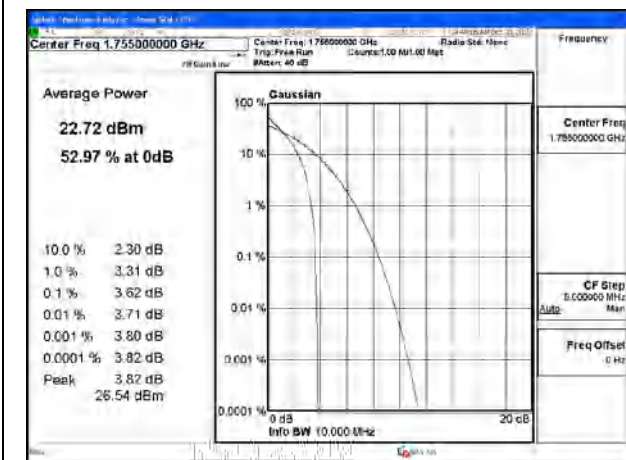 Center Freq 1.755000000 GHz
Center Freq: 1.755000000 GHz
Radio Std: None
Trig: Free Run
Counts:1.00 M/1.00 Mpt
#Atten: 40 dB
Frequency
Average Power
22.72 dBm
52.97 % at 0dB
10.0 % 2.30 dB
1.0 % 3.31 dB
0.1 % 3.62 dB
0.01 % 3.71 dB
0.001 % 3.80 dB
0.0001 % 3.82 dB
Peak 3.82 dB
26.54 dBm
Gaussian
100 %
10 %
1 %
0.1 %
0.01 %
0.001 %
0.0001 %
0 dB
20 dB
Info BW 10.000 MHz
Center Freq
1.755000000 GHz
CF Step
5.000000 MHz
Auto Man
Freq Offset
0 Hz